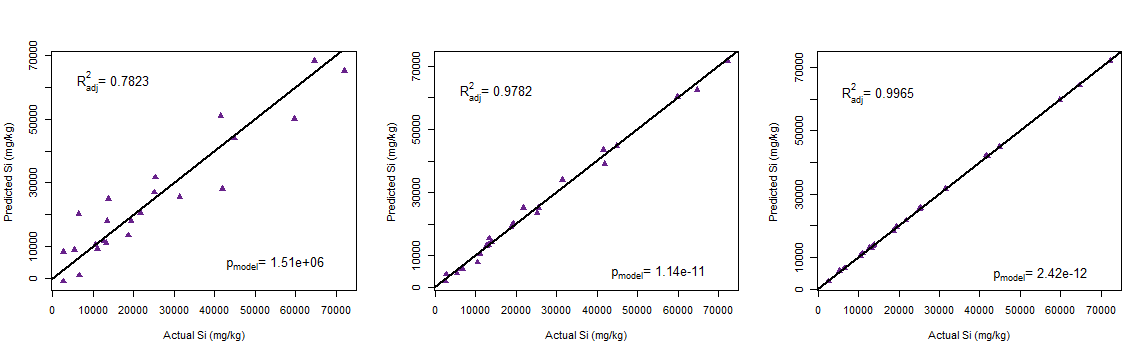 Predicted Si (mg/kg)
70000
50000
30000
10000
0
R²adj= 0.7823
pmodel= 1.51e+06
0 10000 20000 30000 40000 50000 60000 70000
Actual Si (mg/kg)
Predicted Si (mg/kg)
70000
50000
30000
10000
0
R²adj= 0.9782
pmodel= 1.14e-11
0 10000 20000 30000 40000 50000 60000 70000
Actual Si (mg/kg)
Predicted Si (mg/kg)
70000
50000
30000
10000
0
R²adj= 0.9965
pmodel= 2.42e-12
0 10000 20000 30000 40000 50000 60000 70000
Actual Si (mg/kg)